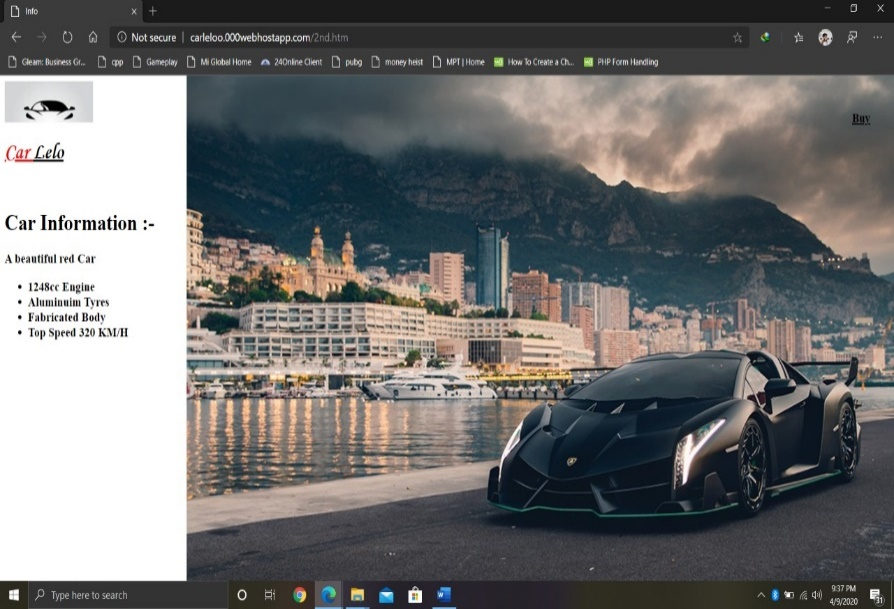 Info
Not secure | carleloo.000webhostapp.com/2nd.htm
Gleam: Business Gr... cpp Gameplay Mi Global Home 24Online Client pubg money heist MPT | Home How To Create a Ch... PHP Form Handling
Buy
Car Lelo
Car Information :-
A beautiful red Car
1248cc Engine
Aluminuim Tyres
Fabricated Body
Top Speed 320 KM/H
Type here to search
9:37 PM
4/9/2020
31